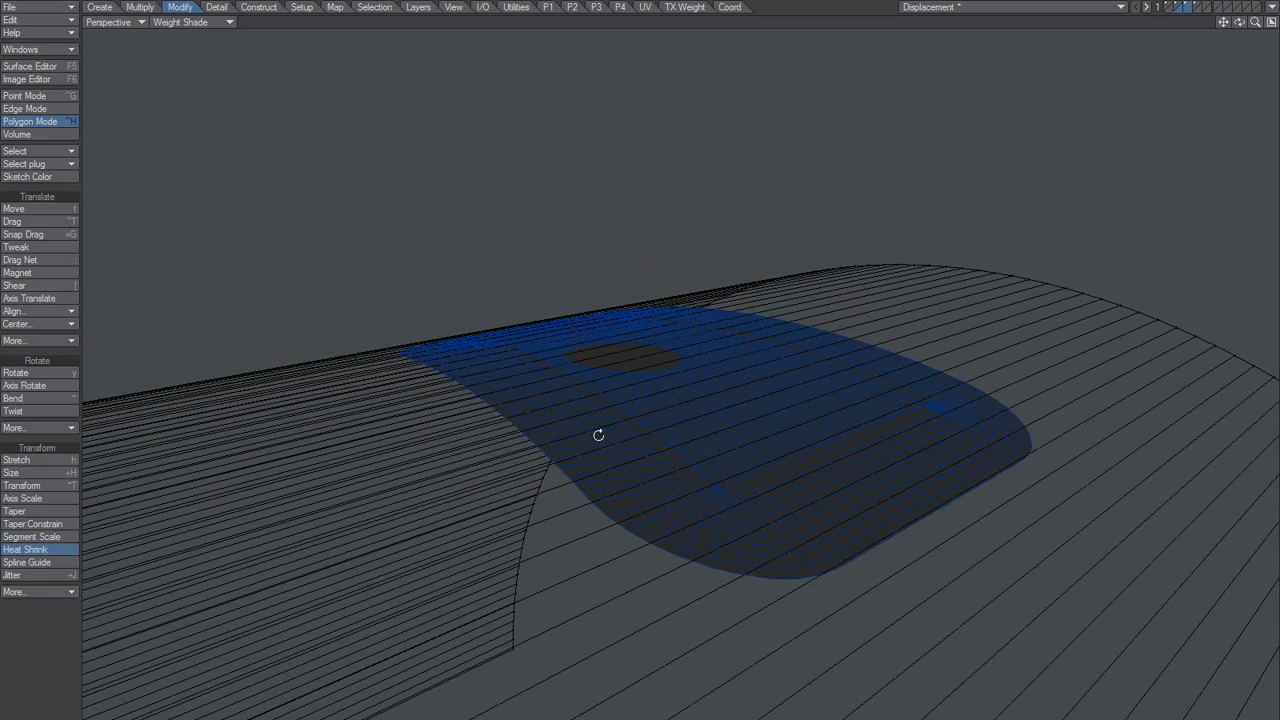 File Create Multiply Modify Detail Construct Setup Map Selection Layers View I/O Utilities P1 P2 P3 P4 UV TX Weight Coord Displacement * 1
Edit Perspective Weight Shade
Help
Windows
Surface Editor F5
Image Editor F6
Point Mode ^G
Edge Mode
Polygon Mode ^H
Volume
Select
Select plug
Sketch Color
Translate
Move t
Drag ^T
Snap Drag +G
Tweak
Drag Net ;
Magnet :
Shear [
Axis Translate
Align...
Center...
More...
Rotate
Rotate y
Axis Rotate
Bend ~
Twist
More...
Transform
Stretch h
Size +H
Transform ^T
Axis Scale
Taper
Taper Constrain
Segment Scale
Heat Shrink
Spline Guide
Jitter +J
More...